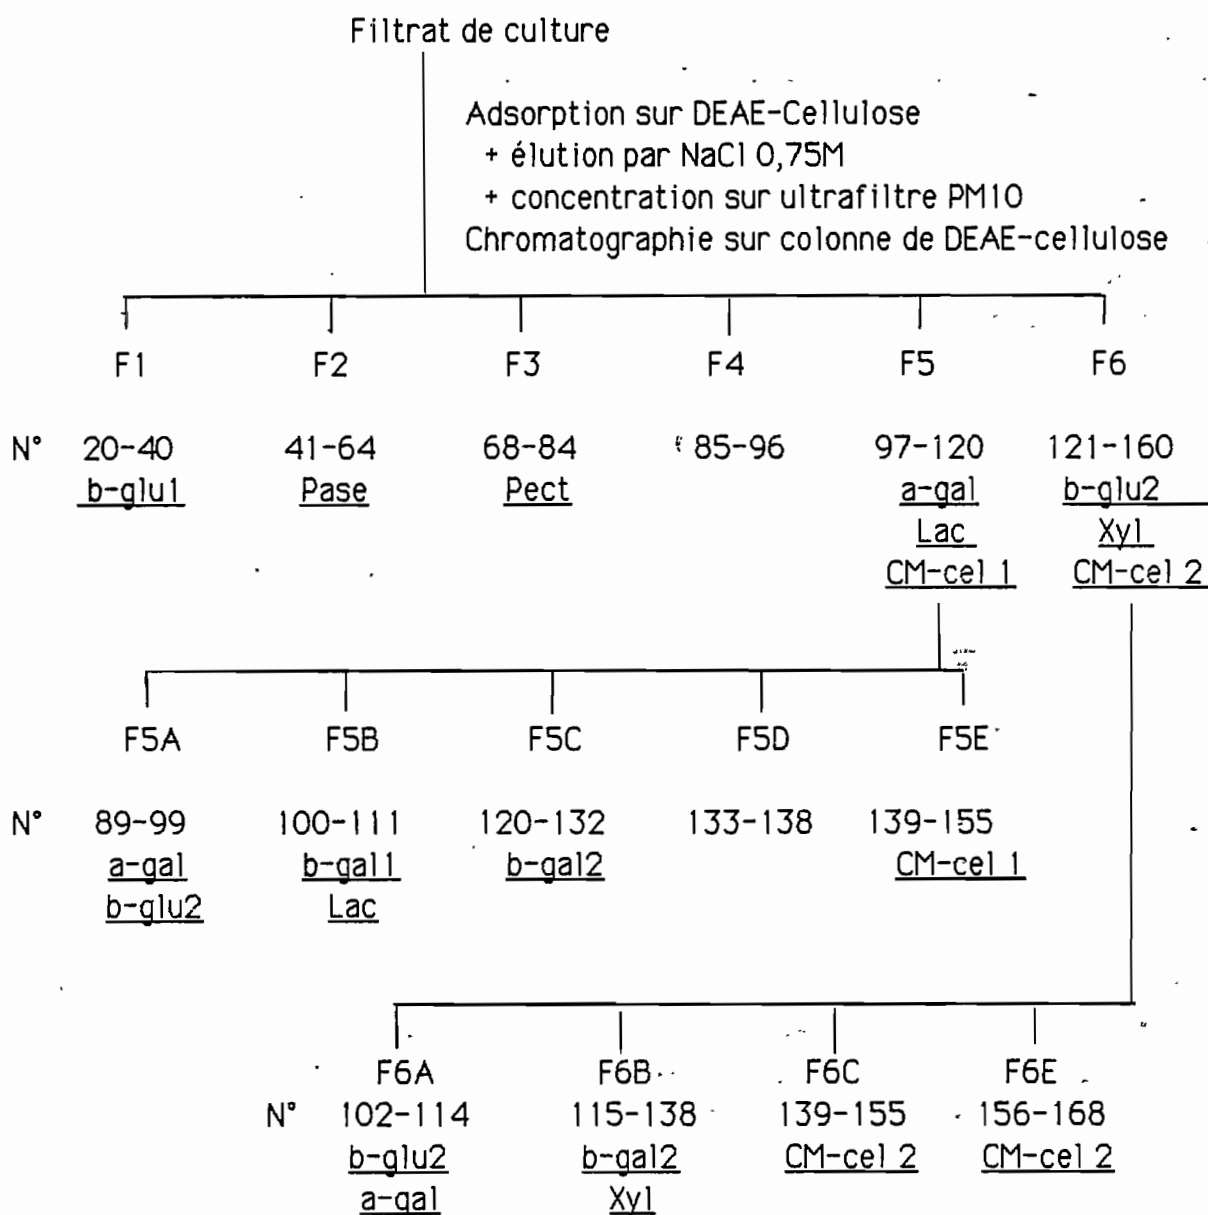 Filtrat de culture
Adsorption sur DEAE-Cellulose
+ élution par NaCl 0,75M
+ concentration sur ultrafiltre PM10
Chromatographie sur colonne de DEAE-cellulose
F1 F2 F3 F4 F5 F6
N° 20-40 41-64 68-84 85-96 97-120 121-160
b-glu1 Pase Pect a-gal b-glu2
Lac Xyl
CM-cel 1 CM-cel 2
F5A F5B F5C F5D F5E
N° 89-99 100-111 120-132 133-138 139-155
a-gal b-gal1 b-gal2 CM-cel 1
b-glu2 Lac
F6A F6B F6C F6E
N° 102-114 115-138 139-155 156-168
b-glu2 b-gal2 CM-cel 2 CM-cel 2
a-gal Xyl